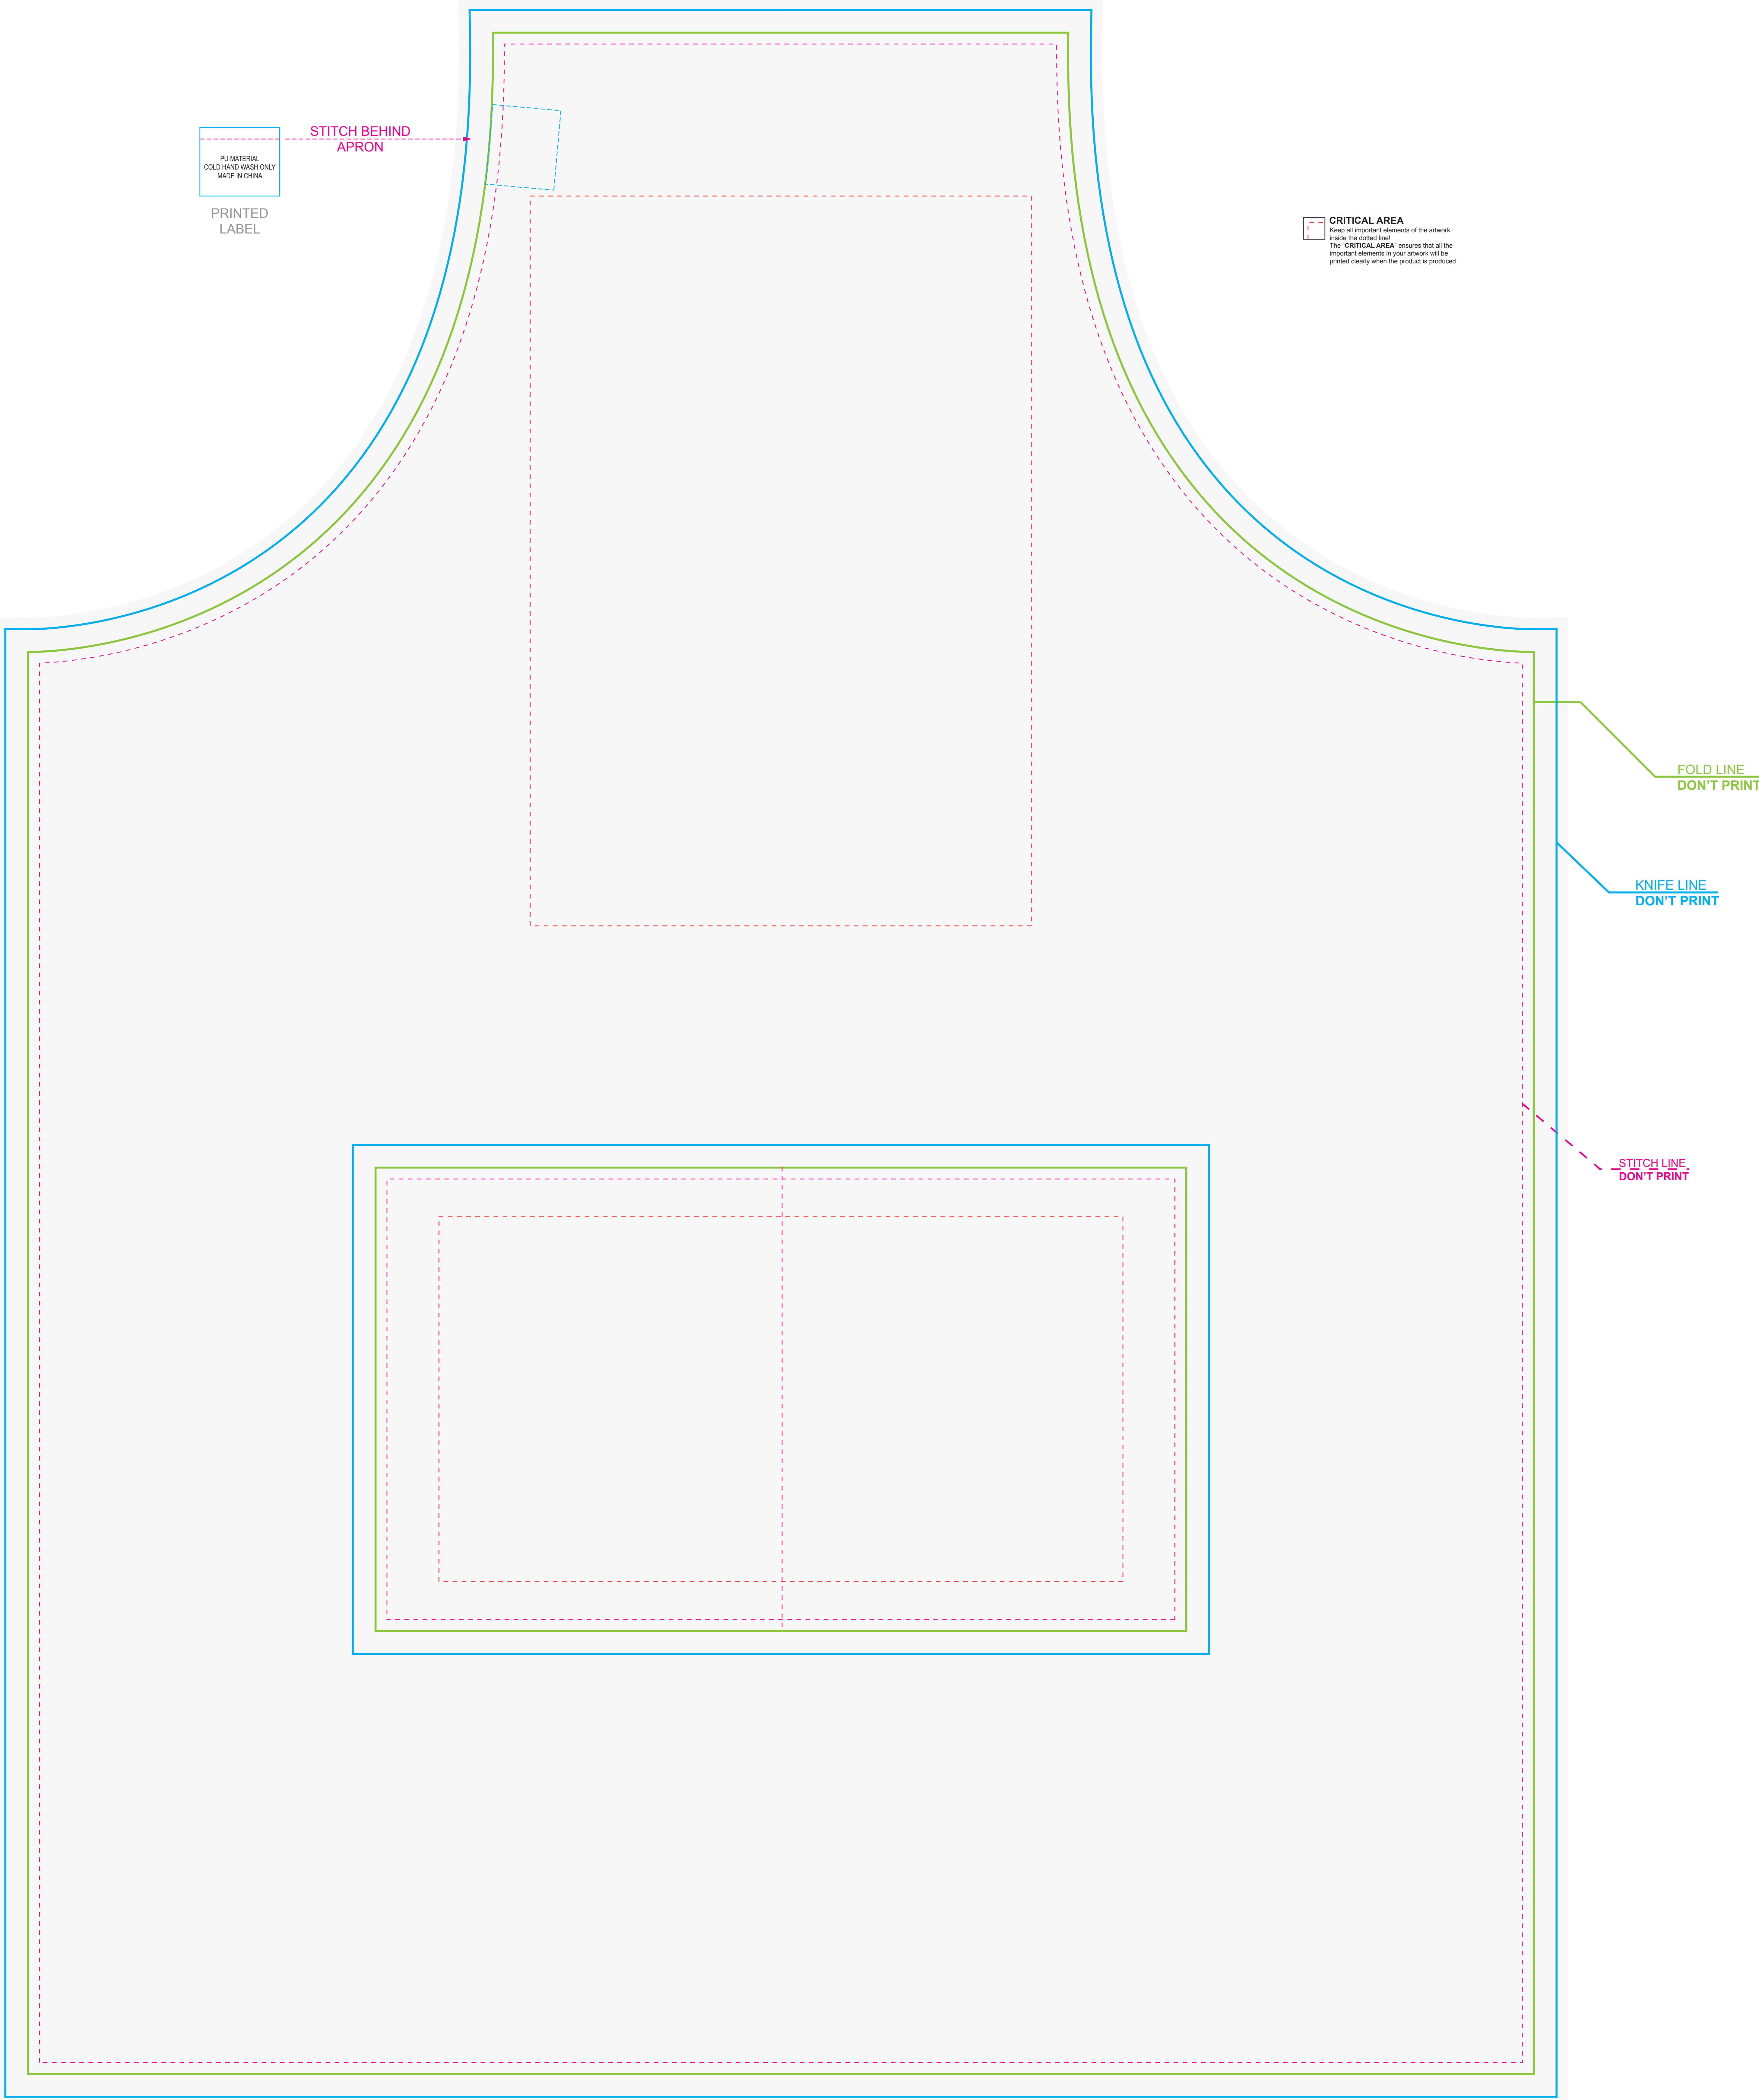 STITCH BEHIND
APRON
PU MATERIAL
COLD HAND WASH ONLY
MADE IN CHINA
PRINTED
LABEL
CRITICAL AREA
Keep all important elements of the artwork
inside the dotted line!
The "CRITICAL AREA" ensures that all the
important elements in your artwork will be
printed clearly when the product is produced.
FOLD LINE
DON'T PRINT
KNIFE LINE
DON'T PRINT
STITCH LINE
DON'T PRINT